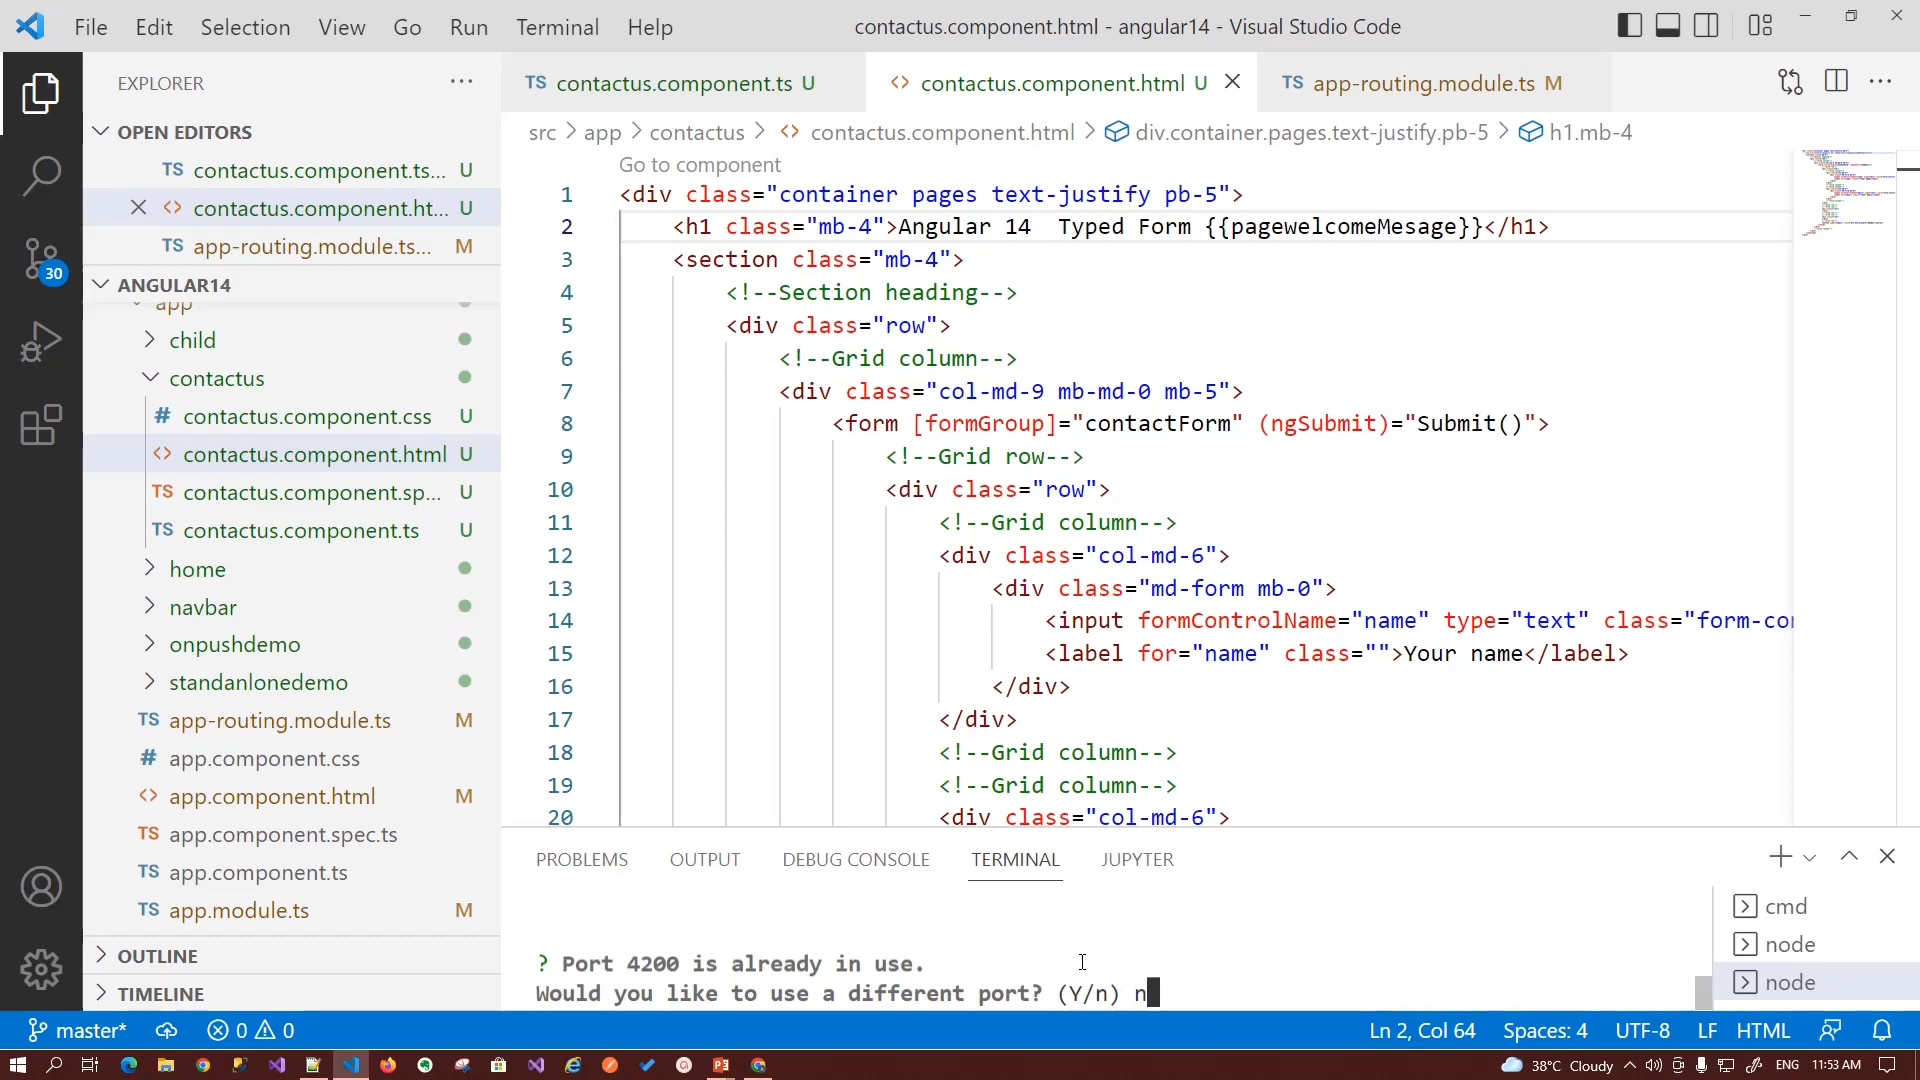 File Edit Selection View Go Run Terminal Help
contactus.component.html - angular14 - Visual Studio Code
EXPLORER
OPEN EDITORS
TS contactus.component.ts... U
<> contactus.component.ht... U
TS app-routing.module.ts... M
ANGULAR14
app
child
contactus
# contactus.component.css U
<> contactus.component.html U
TS contactus.component.sp... U
TS contactus.component.ts U
home
navbar
onpushdemo
standanlonedemo
TS app-routing.module.ts M
# app.component.css
<> app.component.html M
TS app.component.spec.ts
TS app.component.ts
TS app.module.ts M
OUTLINE
TIMELINE
30
TS contactus.component.ts U
<> contactus.component.html U
TS app-routing.module.ts M
src > app > contactus > <> contactus.component.html > div.container.pages.text-justify.pb-5 > h1.mb-4
Go to component
1 <div class="container pages text-justify pb-5">
2 <h1 class="mb-4">Angular 14  Typed Form {{pagewelcomeMesage}}</h1>
3 <section class="mb-4">
4 <!--Section heading-->
5 <div class="row">
6 <!--Grid column-->
7 <div class="col-md-9 mb-md-0 mb-5">
8 <form [formGroup]="contactForm" (ngSubmit)="Submit()">
9 <!--Grid row-->
10 <div class="row">
11 <!--Grid column-->
12 <div class="col-md-6">
13 <div class="md-form mb-0">
14 <input formControlName="name" type="text" class="form-co
15 <label for="name" class="">Your name</label>
16 </div>
17 </div>
18 <!--Grid column-->
19 <!--Grid column-->
20 <div class="col-md-6">
PROBLEMS OUTPUT DEBUG CONSOLE TERMINAL JUPYTER
? Port 4200 is already in use.
Would you like to use a different port? (Y/n) n
cmd
node
node
master* 0 0
Ln 2, Col 64 Spaces: 4 UTF-8 LF HTML
38°C Cloudy ENG 11:53 AM